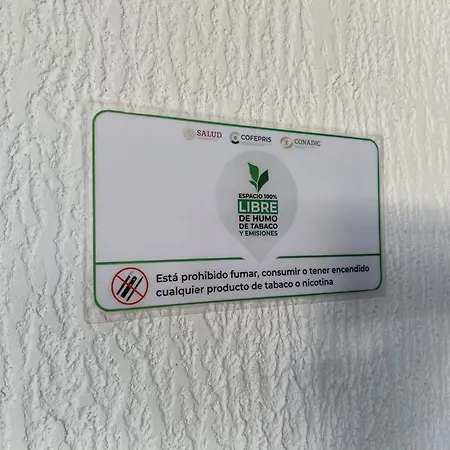 SALUD COFEPRIS CONADIC
ESPACIO 100%
LIBRE
DE HUMO
DE TABACO
Y EMISIONES
Está prohibido fumar, consumir o tener encendido
cualquier producto de tabaco o nicotina